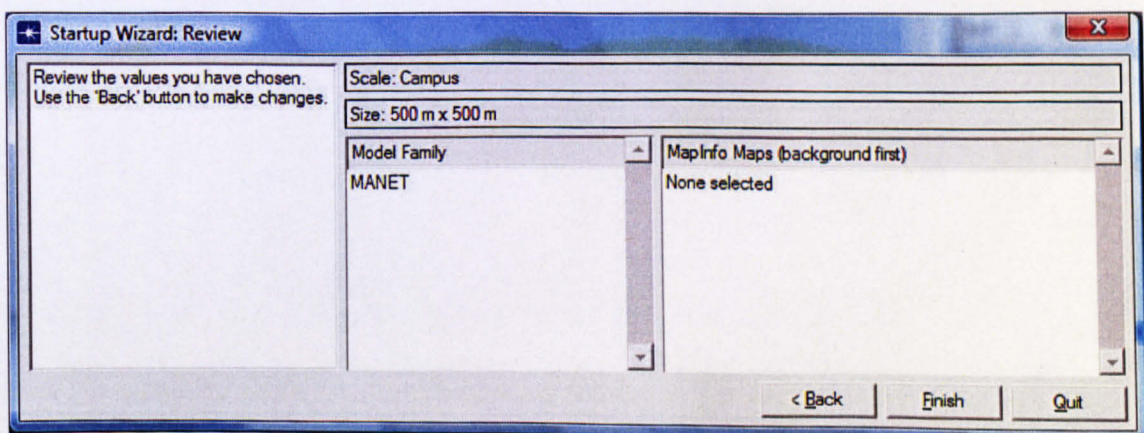 Startup Wizard: Review
Review the values you have chosen.
Use the 'Back' button to make changes.
Scale: Campus
Size: 500 m x 500 m
Model Family
MANET
MapInfo Maps (background first)
None selected
< Back
Finish
Quit